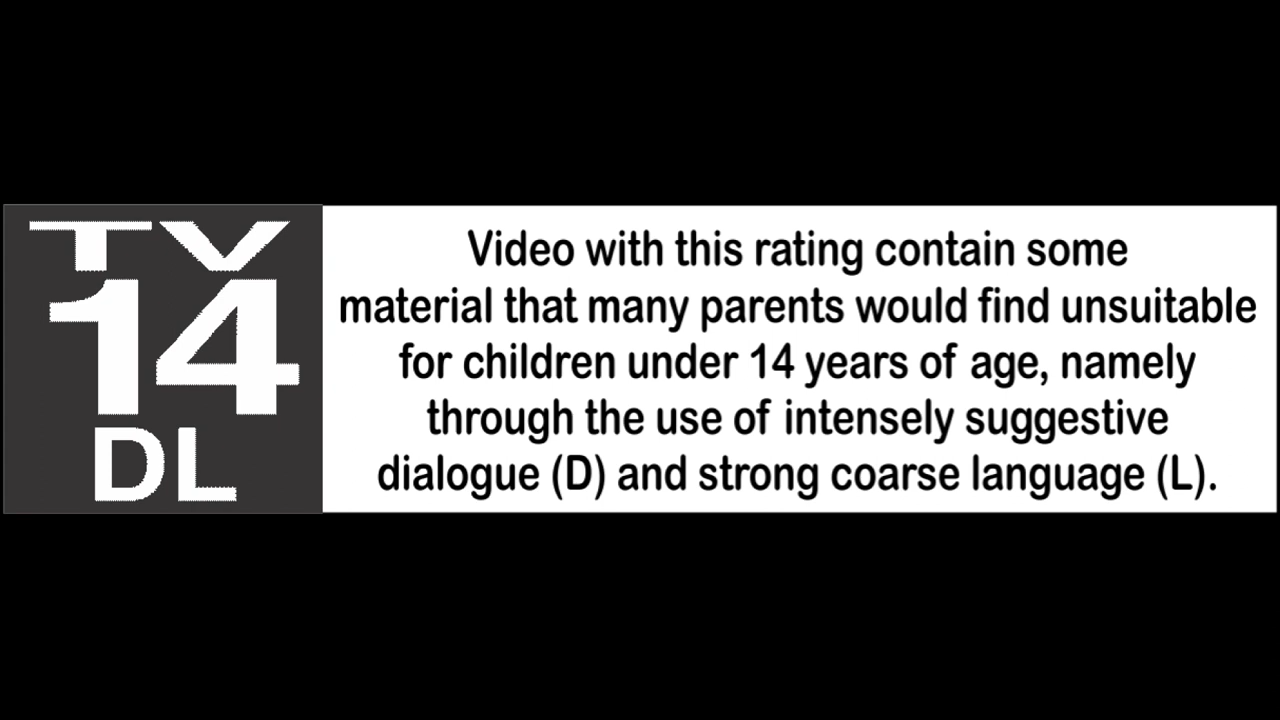 TV
14
DL
Video with this rating contain some
material that many parents would find unsuitable
for children under 14 years of age, namely
through the use of intensely suggestive
dialogue (D) and strong coarse language (L).